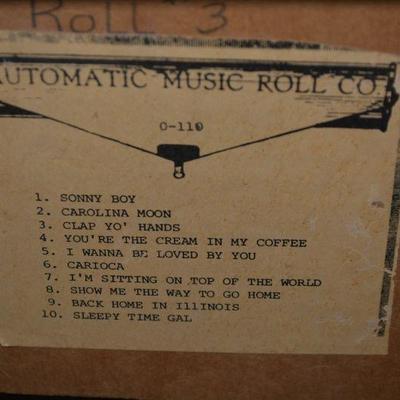 Roll #3
AUTOMATIC MUSIC ROLL CO.
O-110
1. SONNY BOY
2. CAROLINA MOON
3. CLAP YO' HANDS
4. YOU'RE THE CREAM IN MY COFFEE
5. I WANNA BE LOVED BY YOU
6. CARIOCA
7. I'M SITTING ON TOP OF THE WORLD
8. SHOW ME THE WAY TO GO HOME
9. BACK HOME IN IllINOIS
10. SLEEPY TIME GAL